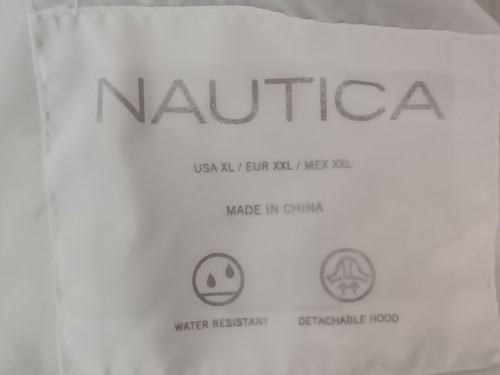 NAUTICA
USA XL / EUR XXL / MEX XXL
MADE IN CHINA
WATER RESISTANT DETACHABLE HOOD